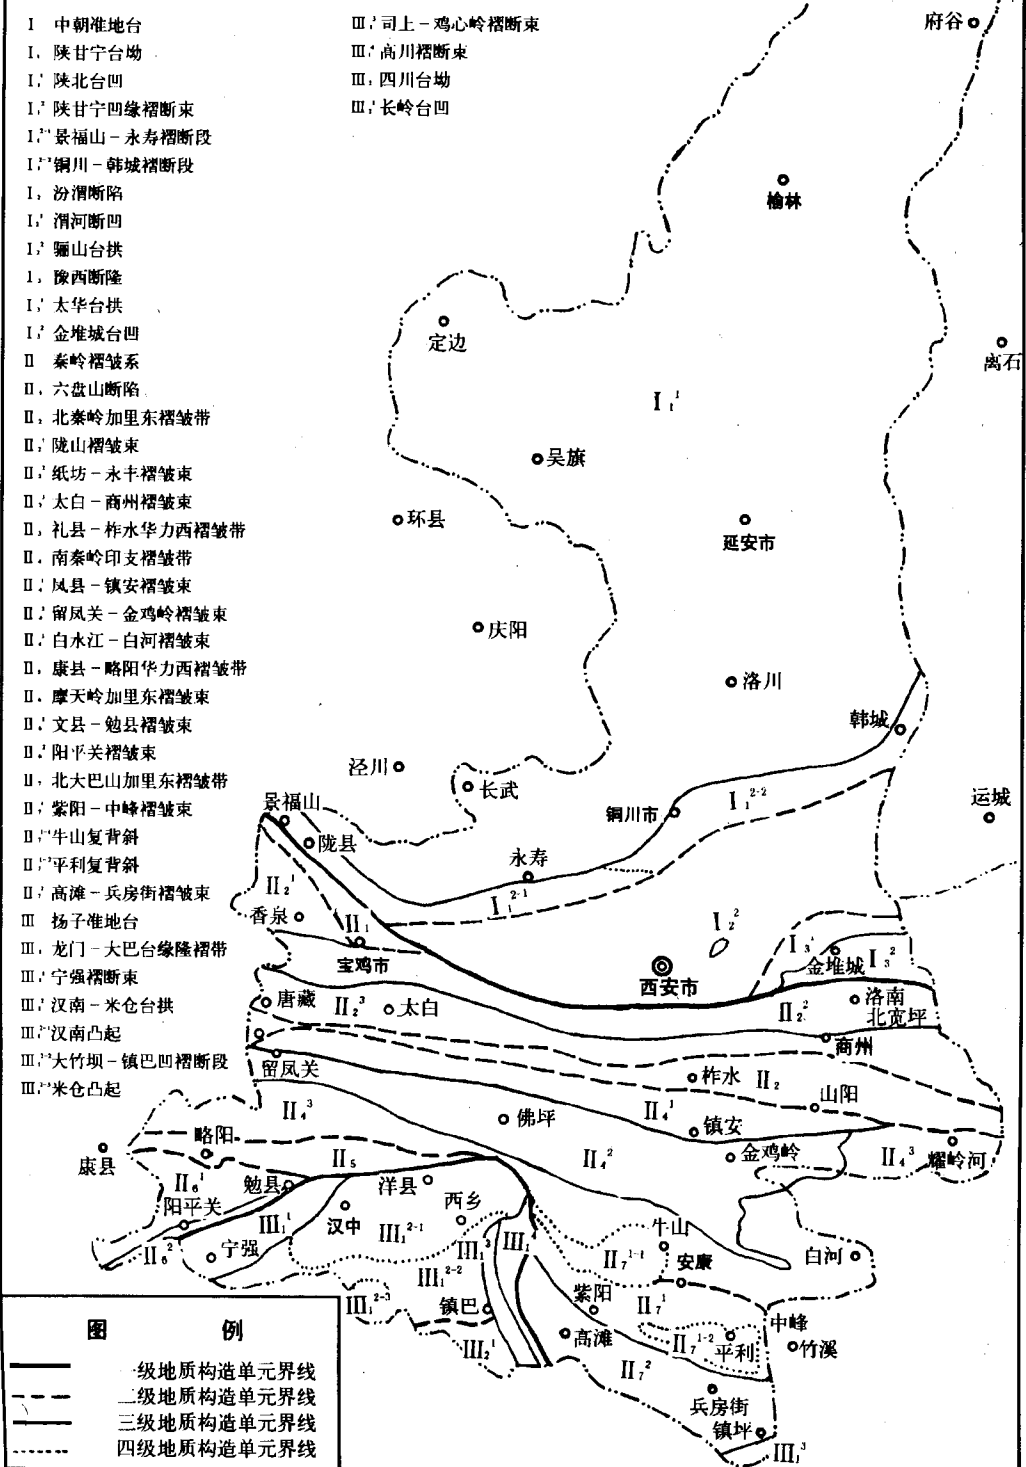 I 中朝准地台
I₁ 陕甘宁台坳
I₁¹ 陕北台凹
I₁² 陕甘宁凹缘褶断束
I₁²⁻¹ 景福山-永寿褶断段
I₁²⁻² 铜川-韩城褶断段
I₂ 汾渭断陷
I₂¹ 渭河断凹
I₂² 骊山台拱
I₃ 豫西断隆
I₃¹ 太华台拱
I₃² 金堆城台凹
II 秦岭褶皱系
II₁ 六盘山断陷
II₂ 北秦岭加里东褶皱带
II₂¹ 陇山褶皱束
II₂² 纸坊-永丰褶皱束
II₂³ 太白-商州褶皱束
II₃ 礼县-柞水华力西褶皱带
II₄ 南秦岭印支褶皱带
II₄¹ 凤县-镇安褶皱束
II₄² 留凤关-金鸡岭褶皱束
II₄³ 白水江-白河褶皱束
II₅ 康县-略阳华力西褶皱带
II₆ 摩天岭加里东褶皱束
II₆¹ 文县-勉县褶皱束
II₆² 阳平关褶皱束
II₇ 北大巴山加里东褶皱带
II₇¹ 紫阳-中峰褶皱束
II₇¹⁻¹ 牛山复背斜
II₇¹⁻² 平利复背斜
II₇² 高滩-兵房街褶皱束
III 扬子准地台
III₁ 龙门-大巴台缘隆褶带
III₁¹ 宁强褶断束
III₁² 汉南-米仓台拱
III₁²⁻¹ 汉南凸起
III₁²⁻² 大竹坝-镇巴凹褶断段
III₁²⁻³ 米仓凸起
III₁³ 司上-鸡心岭褶断束
III₁⁴ 高川褶断束
III₂ 四川台坳
III₂¹ 长岭台凹
府谷
榆林
定边
离石
I₁¹
吴旗
环县
延安市
庆阳
洛川
韩城
泾川
长武
I₁²⁻²
运城
景福山
铜川市
陇县
永寿
II₂¹
I₁²⁻¹
香泉
II₁
I₂²
I₃¹
金堆城
I₃²
宝鸡市
西安市
唐藏
II₂³
太白
II₂²
洛南
北宽坪
商州
留凤关
柞水
II₂
山阳
II₄³
佛坪
II₄¹
镇安
略阳
康县
II₅
II₄²
金鸡岭
II₄³
耀岭河
II₆¹
勉县
洋县
阳平关
III₁¹
汉中
西乡
III₁²⁻¹
III₁³
III₁⁴
牛山
II₆²
宁强
III₁²⁻²
II₇¹⁻¹
安康
白河
III₁²⁻³
镇巴
紫阳
II₇¹
中峰
III₂¹
高滩
II₇¹⁻²
平利
竹溪
II₇²
兵房街
镇坪
III₁³
图 例
一级地质构造单元界线
二级地质构造单元界线
三级地质构造单元界线
四级地质构造单元界线